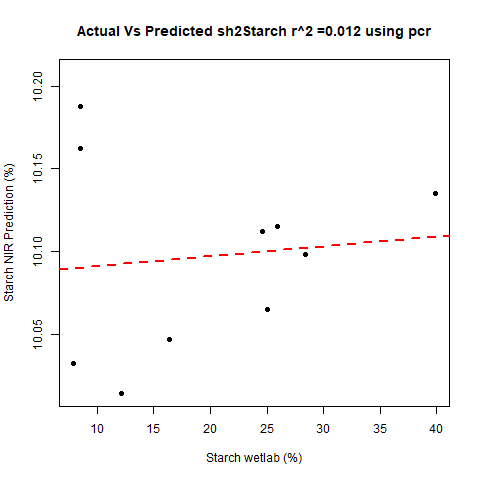 Actual Vs Predicted sh2Starch r^2 =0.012 using pcr
Starch NIR Prediction (%)
10.20
10.15
10.10
10.05
10 15 20 25 30 35 40
Starch wetlab (%)